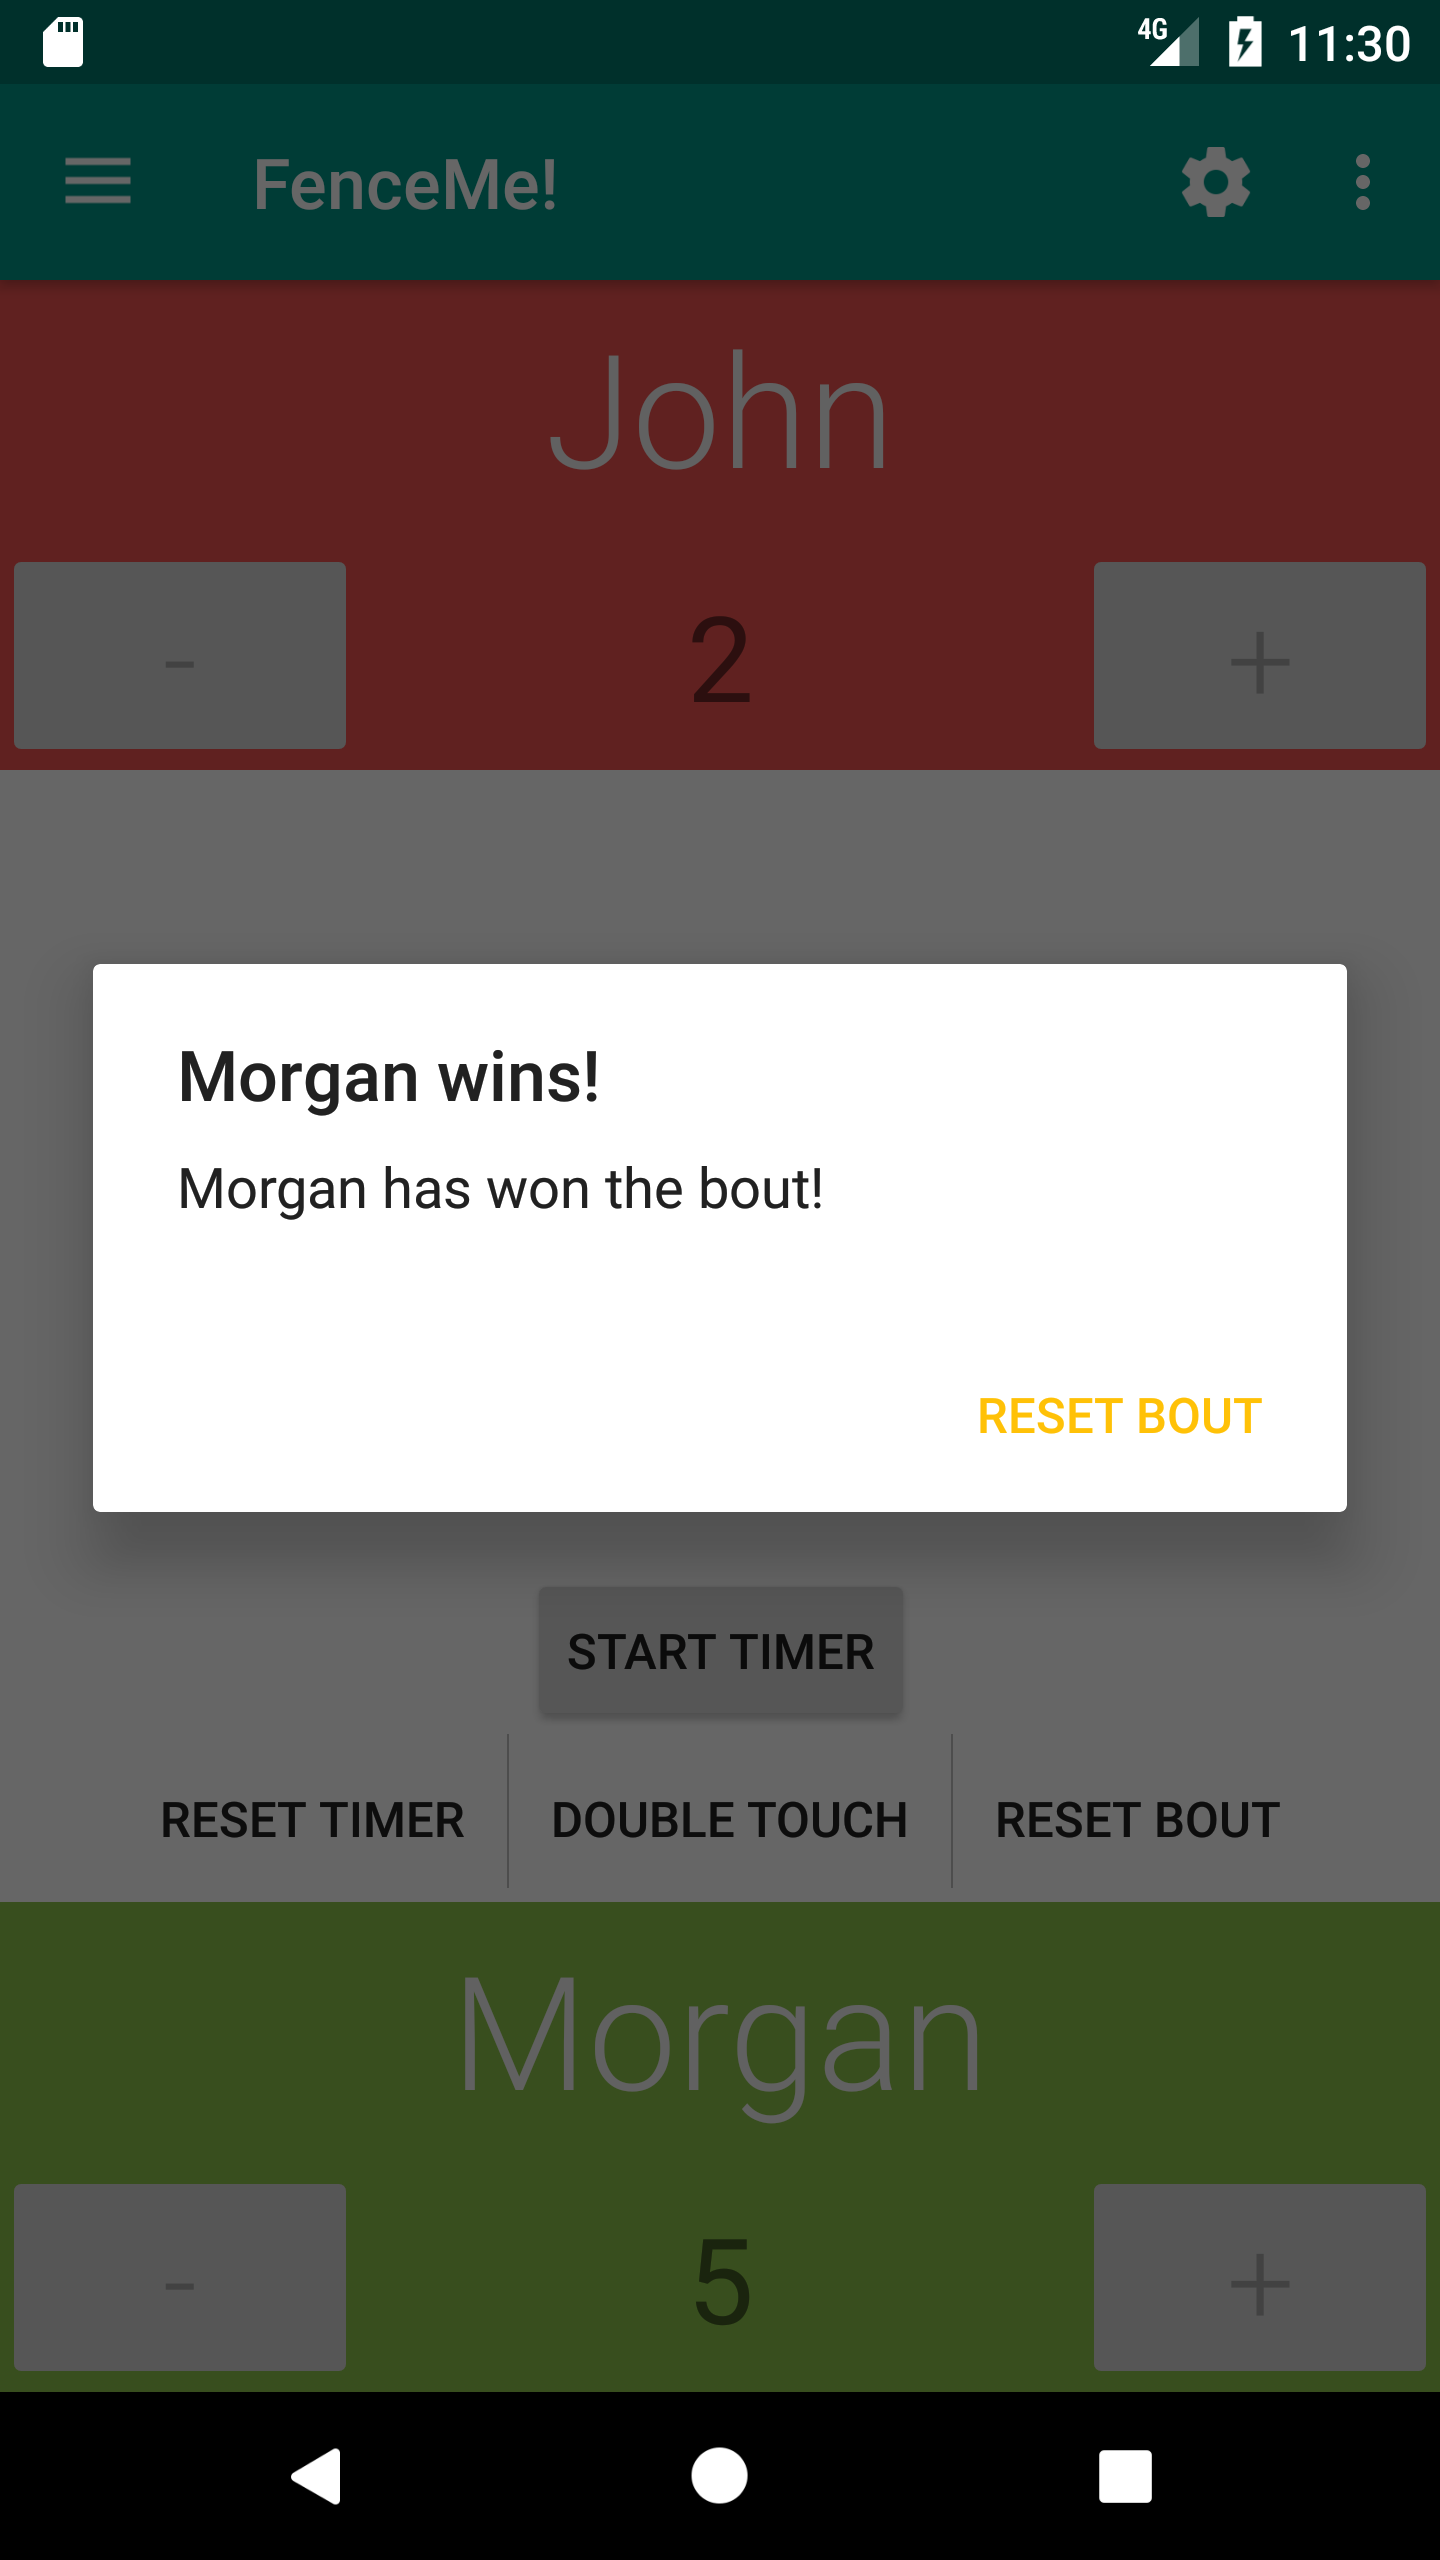 4G 11:30
FenceMe!
John
- 2 +
Morgan wins!
Morgan has won the bout!
RESET BOUT
START TIMER
RESET TIMER DOUBLE TOUCH RESET BOUT
Morgan
- 5 +